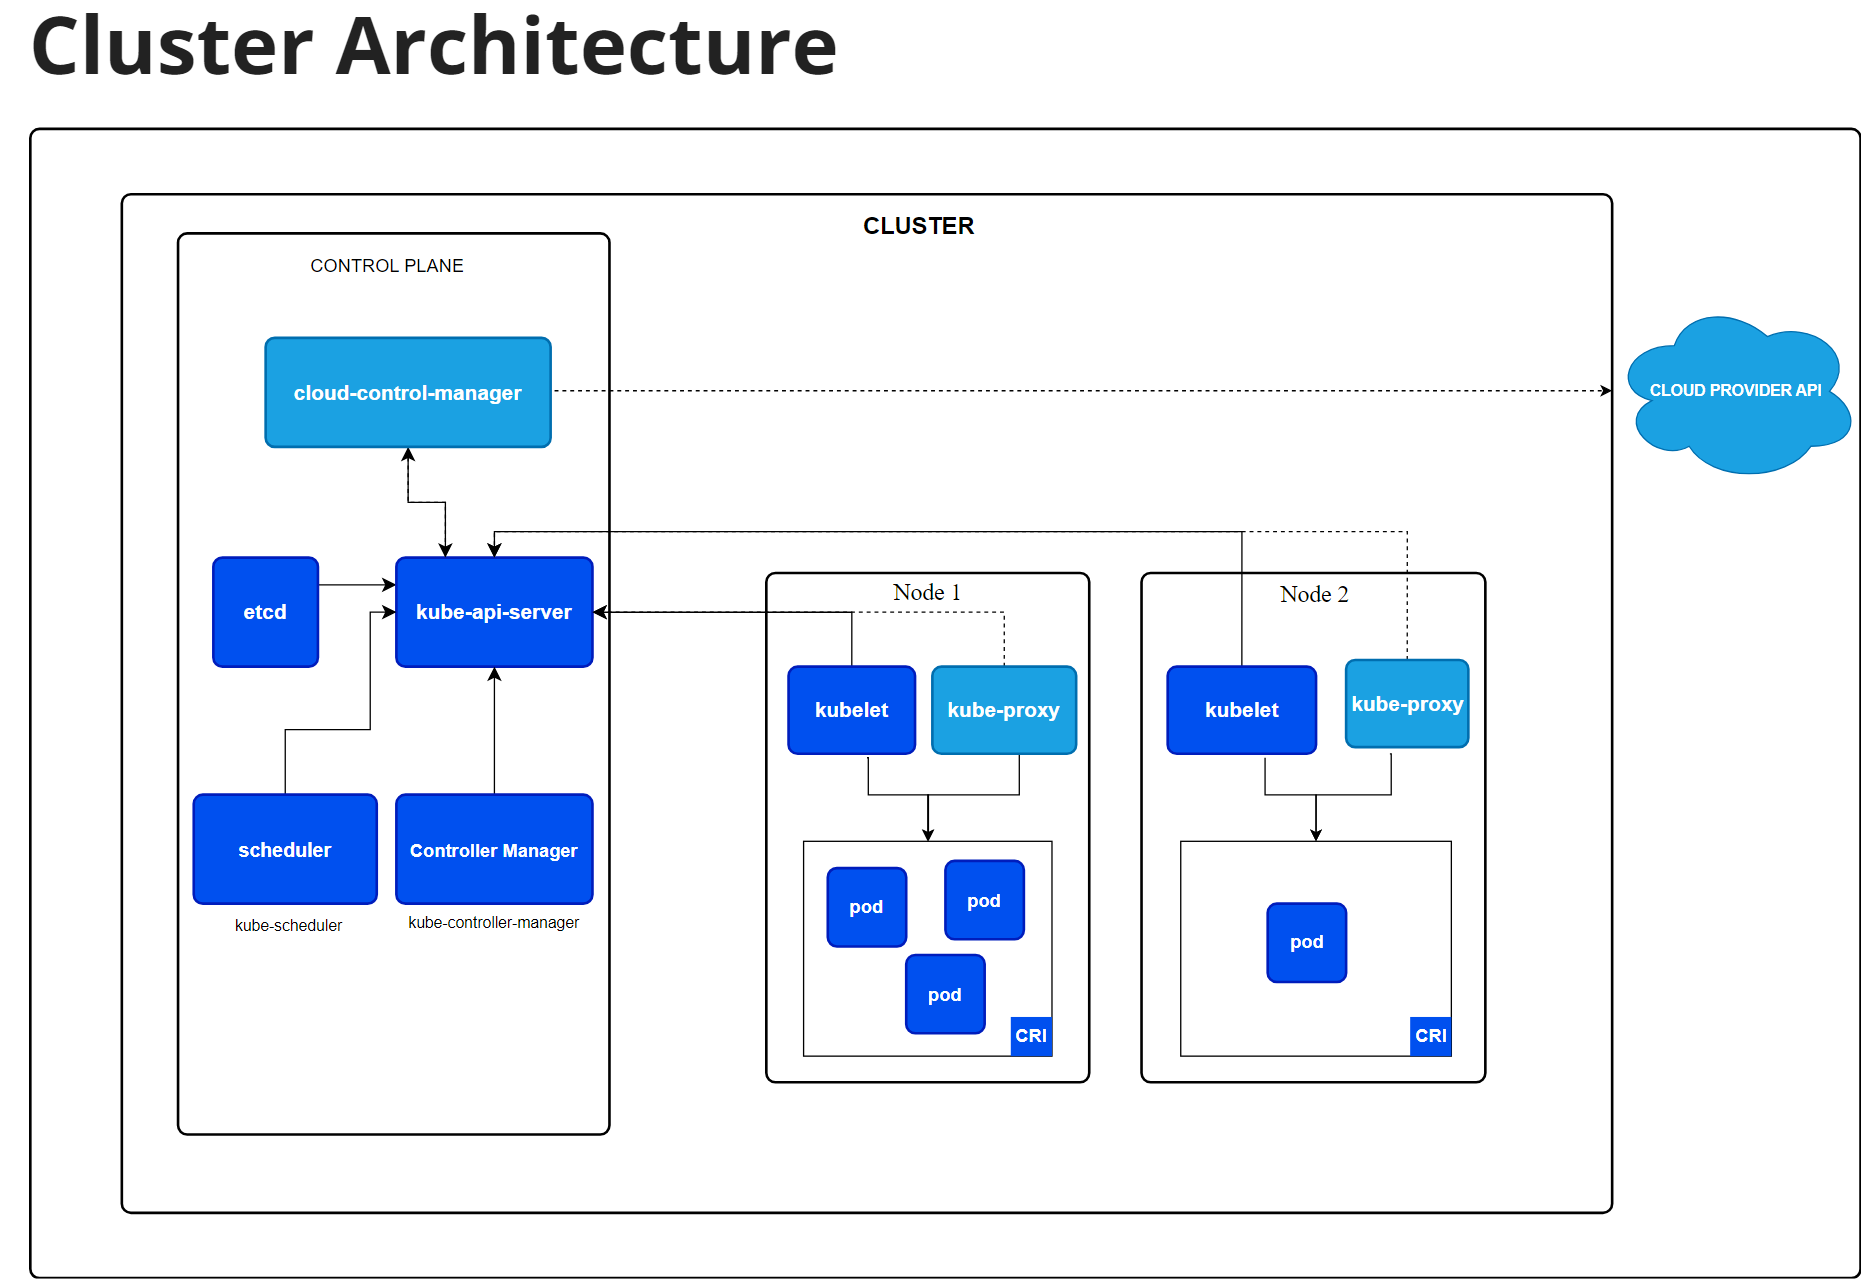 Cluster Architecture
CLUSTER
CONTROL PLANE
cloud-control-manager
CLOUD PROVIDER API
etcd
kube-api-server
scheduler
kube-scheduler
Controller Manager
kube-controller-manager
Node 1
kubelet
kube-proxy
pod
pod
pod
CRI
Node 2
kubelet
kube-proxy
pod
CRI